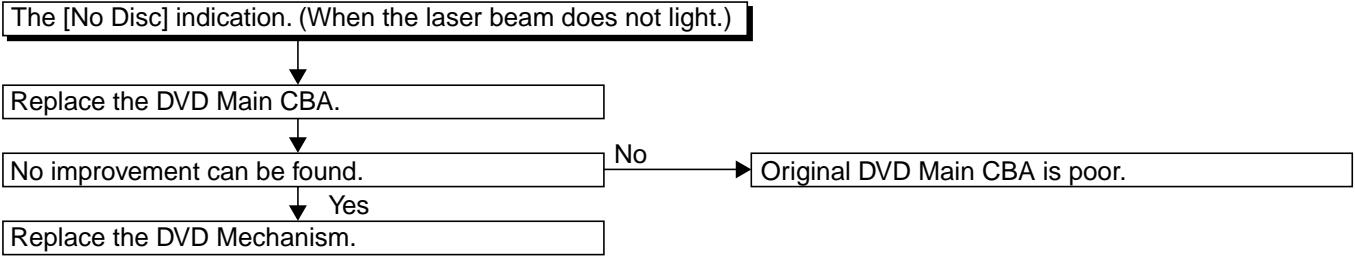 The [No Disc] indication. (When the laser beam does not light.)
Replace the DVD Main CBA.
No improvement can be found.
No
Original DVD Main CBA is poor.
Yes
Replace the DVD Mechanism.